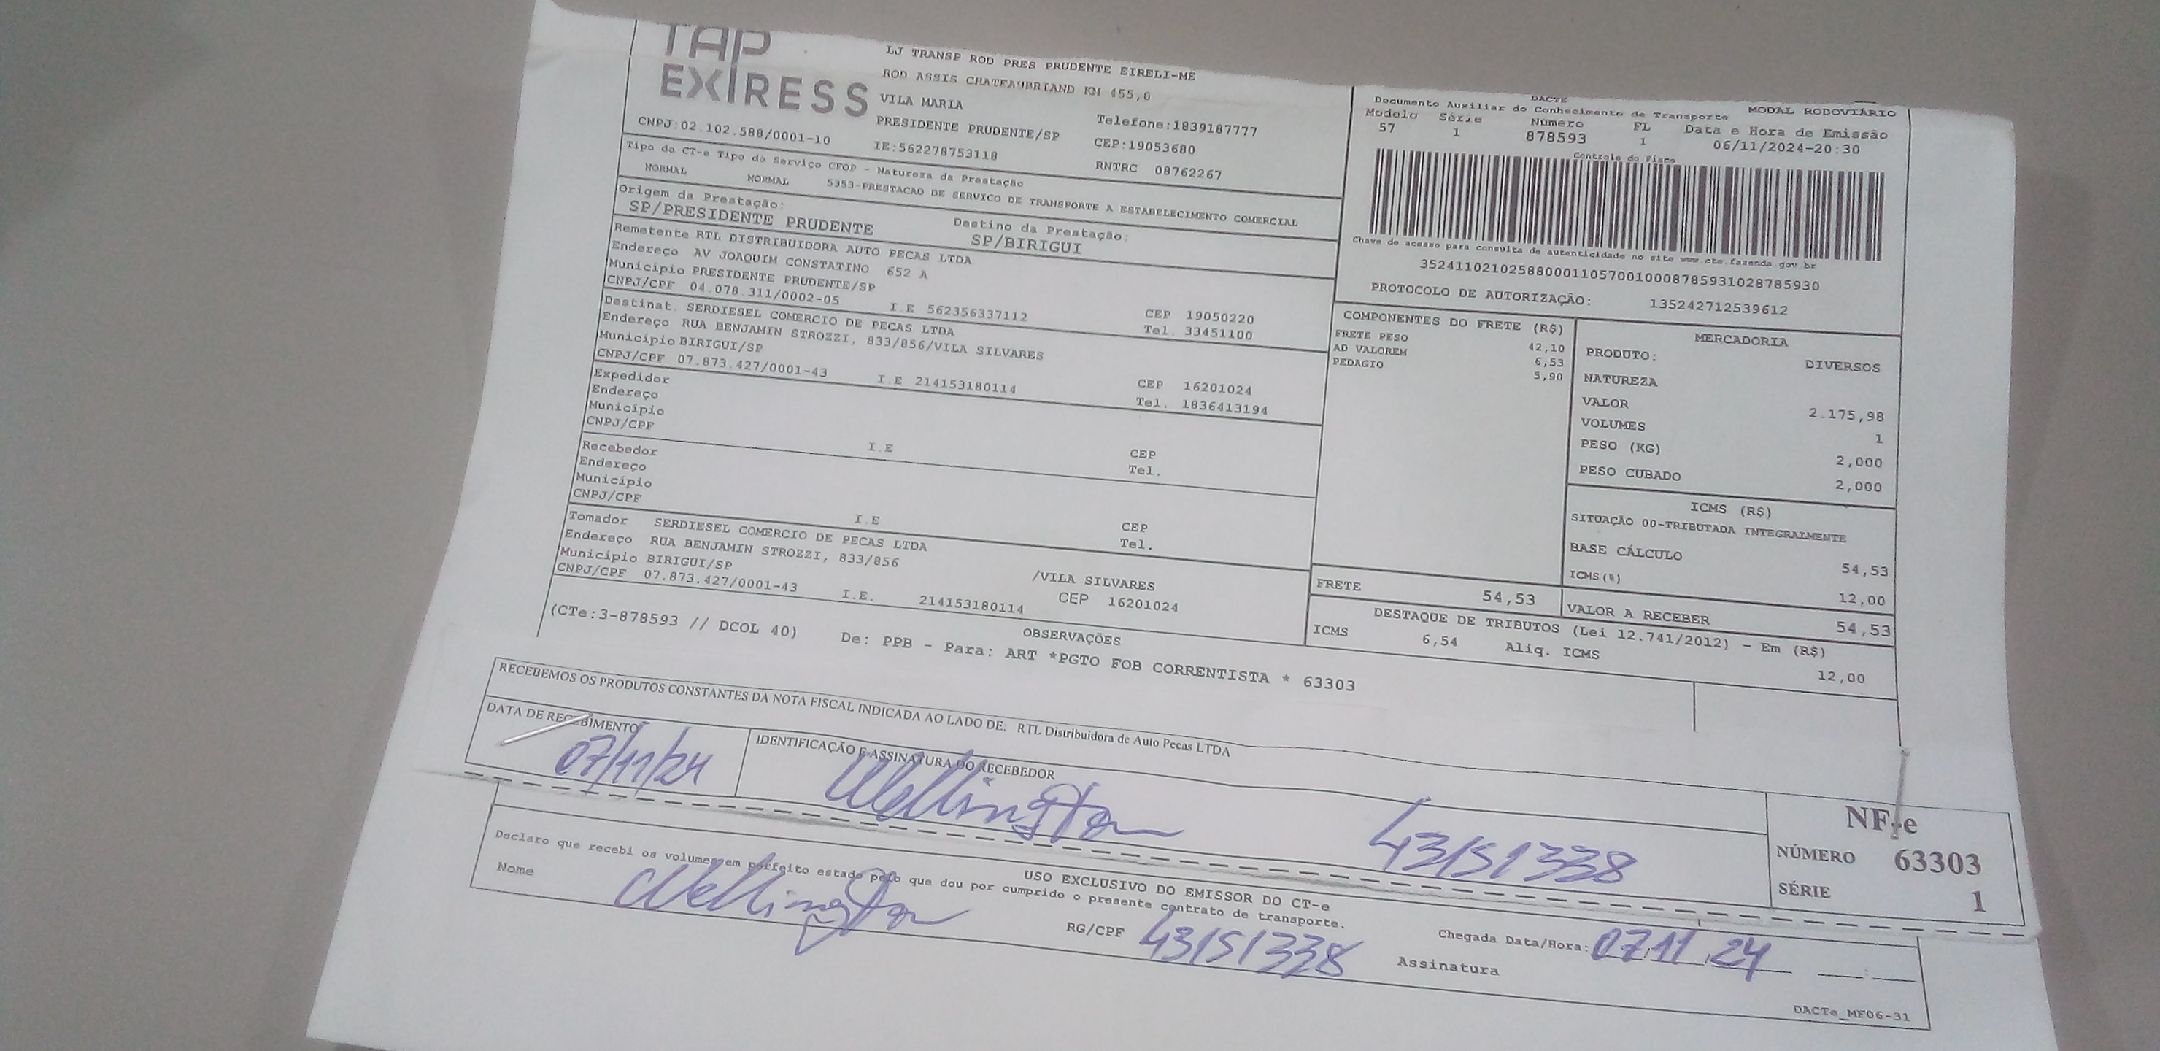 TAP
EXIRESS
LJ TRANSP ROD PRES PRUDENTE EIRELI-ME
ROD ASSIS CHATEAUBRIAND KM 455,0
VILA MARIA
PRESIDENTE PRUDENTE/SP
Telefone:1839187777
CNPJ:02.102.588/0001-10
IE:562278753118
CEP:19053680
RNTRC 08762267
DACTE
Documento Auxiliar do Conhecimento de Transporte
MODAL RODOVIÁRIO
Modelo Série Número FL Data e Hora de Emissão
57 1 878593 1 06/11/2024-20:30
Controle do Fisco
Chave de acesso para consulta de autenticidade no site www.cte.fazenda.gov.br
35241102102588000110570010008785931028785930
PROTOCOLO DE AUTORIZAÇÃO: 135242712539612
Tipo do CT-e Tipo do Serviço CFOP - Natureza da Prestação
NORMAL NORMAL 5353-PRESTACAO DE SERVICO DE TRANSPORTE A ESTABELECIMENTO COMERCIAL
Origem da Prestação: Destino da Prestação:
SP/PRESIDENTE PRUDENTE SP/BIRIGUI
Remetente RTL DISTRIBUIDORA AUTO PECAS LTDA
Endereço AV JOAQUIM CONSTATINO 652 A
Município PRESIDENTE PRUDENTE/SP CEP 19050220
CNPJ/CPF 04.078.311/0002-05 I.E 562356337112 Tel. 33451100
Destinat. SERDIESEL COMERCIO DE PECAS LTDA
Endereço RUA BENJAMIN STROZZI, 833/856/VILA SILVARES
Município BIRIGUI/SP CEP 16201024
CNPJ/CPF 07.873.427/0001-43 I.E 214153180114 Tel. 1836413194
Expedidor
Endereço
Município CEP
CNPJ/CPF I.E Tel.
Recebedor
Endereço
Município CEP
CNPJ/CPF I.E Tel.
Tomador SERDIESEL COMERCIO DE PECAS LTDA
Endereço RUA BENJAMIN STROZZI, 833/856 /VILA SILVARES
Município BIRIGUI/SP CEP 16201024
CNPJ/CPF 07.873.427/0001-43 I.E. 214153180114
COMPONENTES DO FRETE (R$)
FRETE PESO 42,10
AD VALOREM 6,53
PEDAGIO 5,90
FRETE 54,53
MERCADORIA
PRODUTO: DIVERSOS
NATUREZA
VALOR 2.175,98
VOLUMES 1
PESO (KG) 2,000
PESO CUBADO 2,000
ICMS (R$)
SITUAÇÃO 00-TRIBUTADA INTEGRALMENTE
BASE CÁLCULO 54,53
ICMS(%) 12,00
VALOR A RECEBER 54,53
DESTAQUE DE TRIBUTOS (Lei 12.741/2012) - Em (R$)
ICMS 6,54 Aliq. ICMS 12,00
OBSERVAÇÕES
(CTe:3-878593 // DCOL 40) De: PPB - Para: ART *PGTO FOB CORRENTISTA * 63303
RECEBEMOS OS PRODUTOS CONSTANTES DA NOTA FISCAL INDICADA AO LADO DE: RTL Distribuidora de Auto Pecas LTDA
DATA DE RECEBIMENTO IDENTIFICAÇÃO E ASSINATURA DO RECEBEDOR
07/11/24 Wellington 43151338
NF-e
NÚMERO 63303
SÉRIE 1
USO EXCLUSIVO DO EMISSOR DO CT-e
Declaro que recebi os volumes em perfeito estado pelo que dou por cumprido o presente contrato de transporte.
Nome Wellington RG/CPF 43151338 Chegada Data/Hora: 07.11.24
Assinatura
DACTe_MF06-31